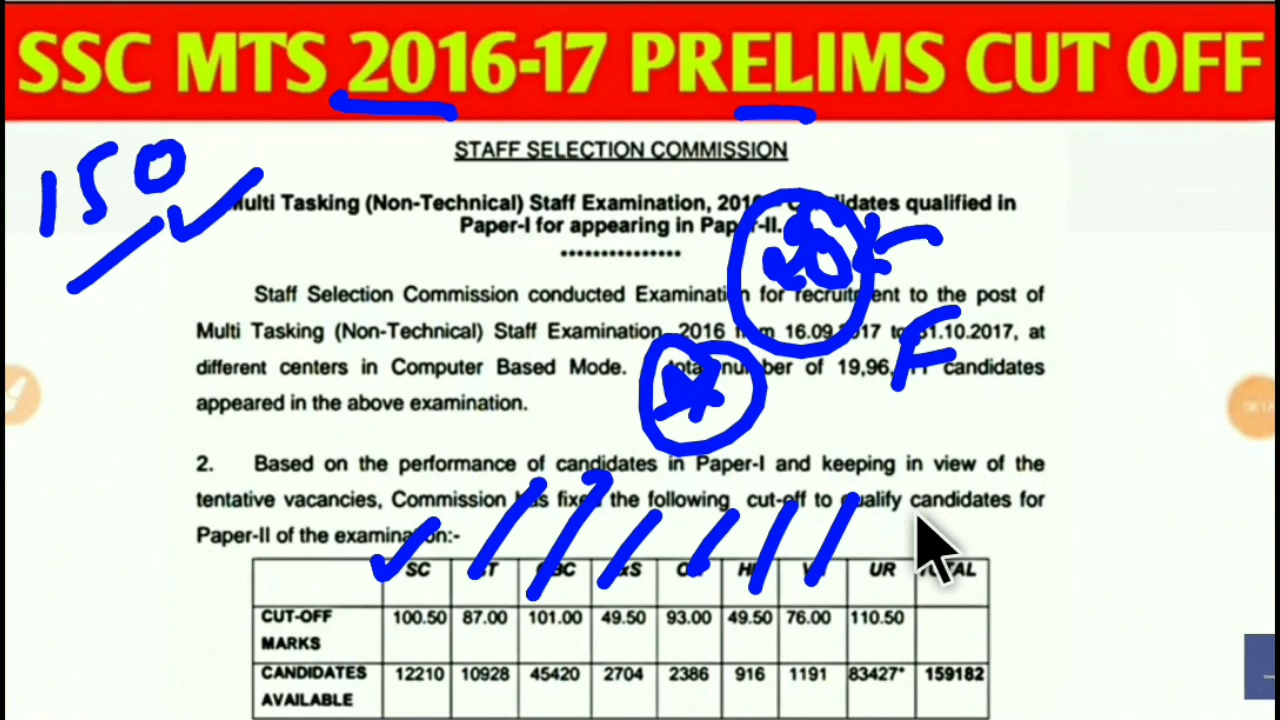 SSC MTS 2016-17 PRELIMS CUT OFF
150
STAFF SELECTION COMMISSION
Multi Tasking (Non-Technical) Staff Examination, candidates qualified in
Paper-I for appearing in Paper-II.
***************
Staff Selection Commission conducted Examination for recruitment to the post of
Multi Tasking (Non-Technical) Staff Examination, 2016 from 16.09.2017 to 31.10.2017, at
different centers in Computer Based Mode. total number of candidates
appeared in the above examination.
2. Based on the performance of candidates in Paper-I and keeping in view of the
tentative vacancies, Commission has fixed the following cut-off to qualify candidates for
Paper-II of the examination:-
SC UR TOTAL
CUT-OFF MARKS 100.50 87.00 101.00 49.50 93.00 49.50 76.00 110.50
CANDIDATES AVAILABLE 12210 10928 45420 2704 2386 916 1191 83427* 159182